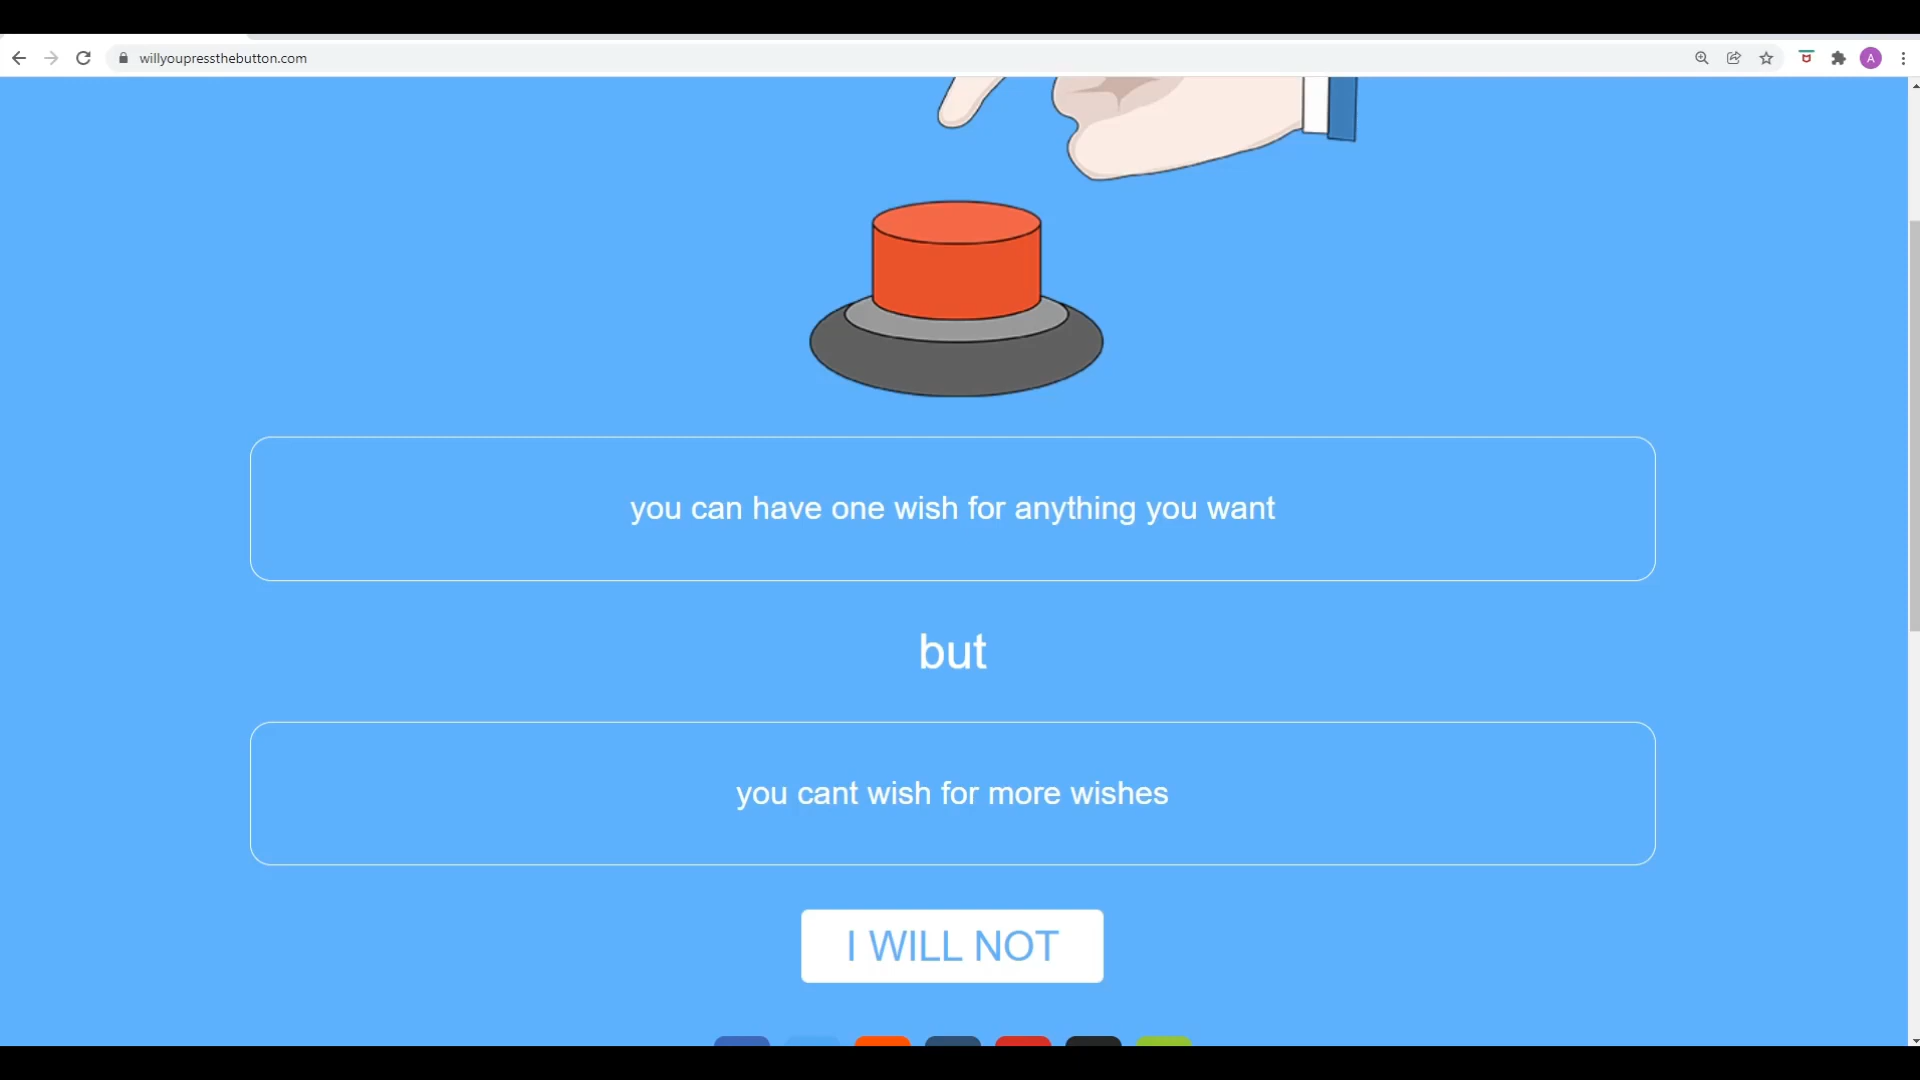 willyoupressthebutton.com
A
you can have one wish for anything you want
but
you cant wish for more wishes
I WILL NOT